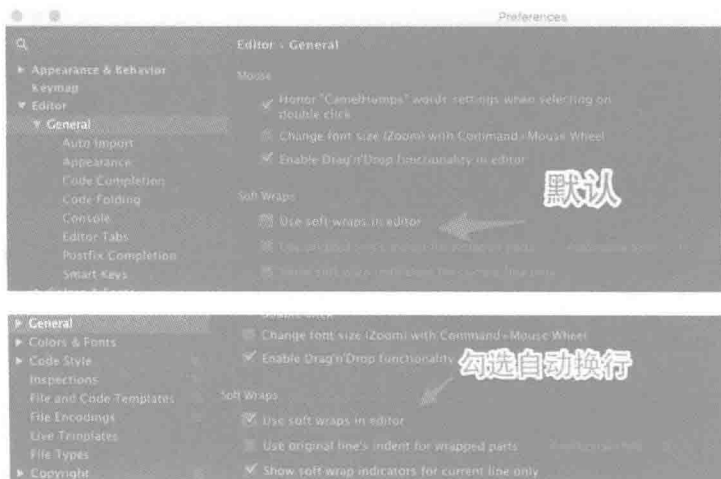 Preferences
Editor › General
Appearance & Behavior
Keymap
Editor
General
Auto Import
Appearance
Code Completion
Code Folding
Console
Editor Tabs
Postfix Completion
Smart Keys
Mouse
Honor "CamelHumps" words settings when selecting on
double click
Change font size (Zoom) with Command+Mouse Wheel
Enable Drag'n'Drop functionality in editor
Soft Wraps
默认
Use soft wraps in editor
General
Colors & Fonts
Code Style
Inspections
File and Code Templates
File Encodings
Live Templates
File Types
Copyright
Change font size (Zoom) with Command+Mouse Wheel
Enable Drag'n'Drop functionality
勾选自动换行
Soft Wraps
Use soft wraps in editor
Use original line's indent for wrapped parts
Show soft wrap indicators for current line only